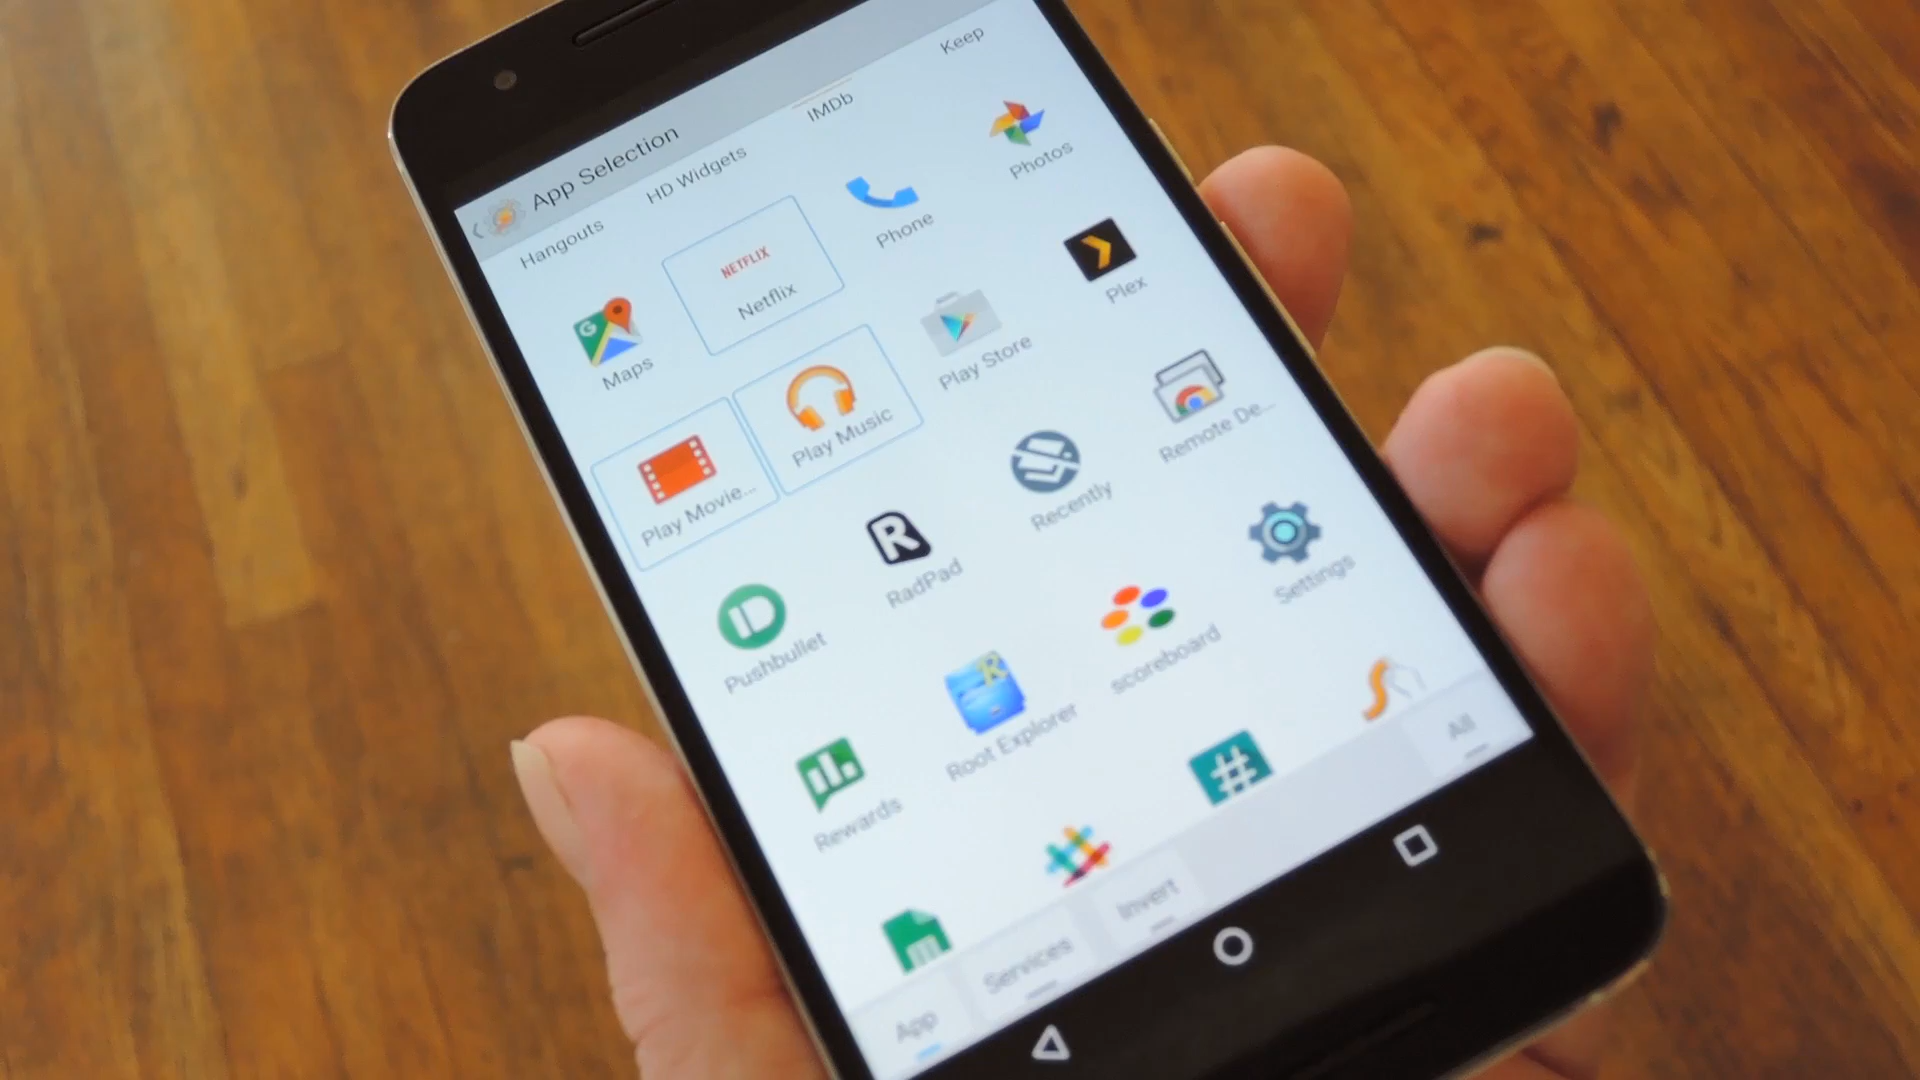 App Selection
Hangouts
HD Widgets
IMDb
Keep
G
Maps
NETFLIX
Netflix
Phone
Photos
Play Movie...
Play Music
Play Store
Plex
Pushbullet
R
RadPad
Recently
Remote De...
Rewards
R
Root Explorer
scoreboard
Settings
#
App
Services
Invert
All